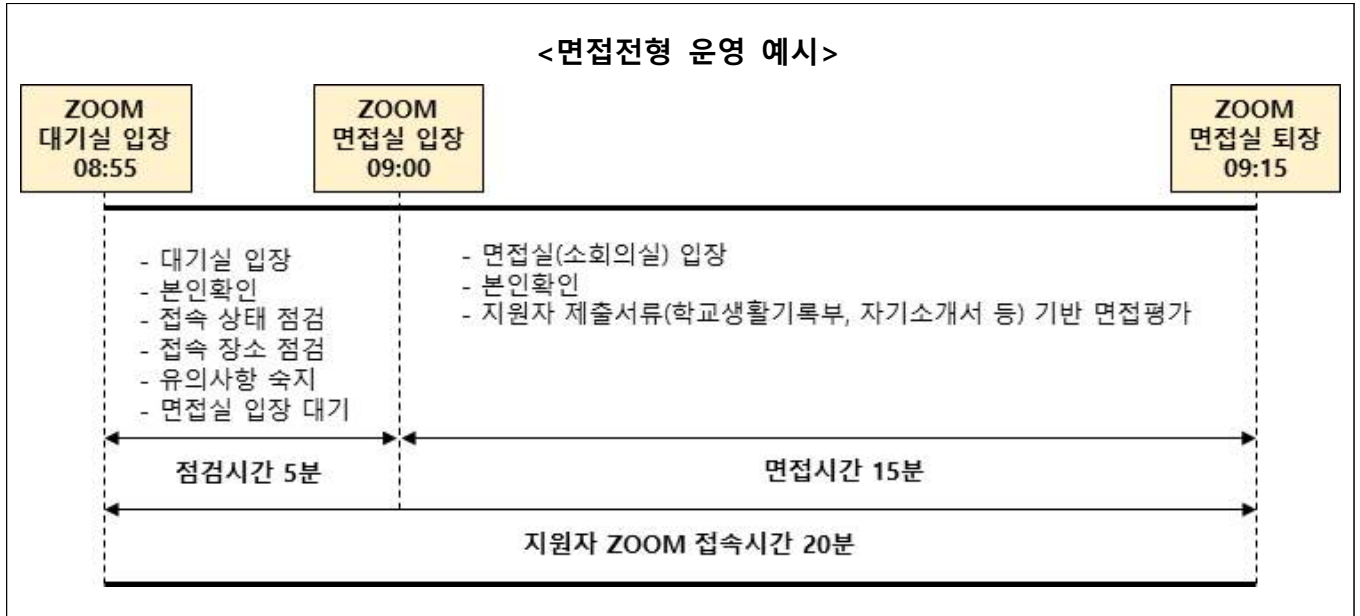 <면접전형 운영 예시>
ZOOM
대기실 입장
08:55
ZOOM
면접실 입장
09:00
ZOOM
면접실 퇴장
09:15
- 대기실 입장
- 본인확인
- 접속 상태 점검
- 접속 장소 점검
- 유의사항 숙지
- 면접실 입장 대기
- 면접실(소회의실) 입장
- 본인확인
- 지원자 제출서류(학교생활기록부, 자기소개서 등) 기반 면접평가
점검시간 5분
면접시간 15분
지원자 ZOOM 접속시간 20분